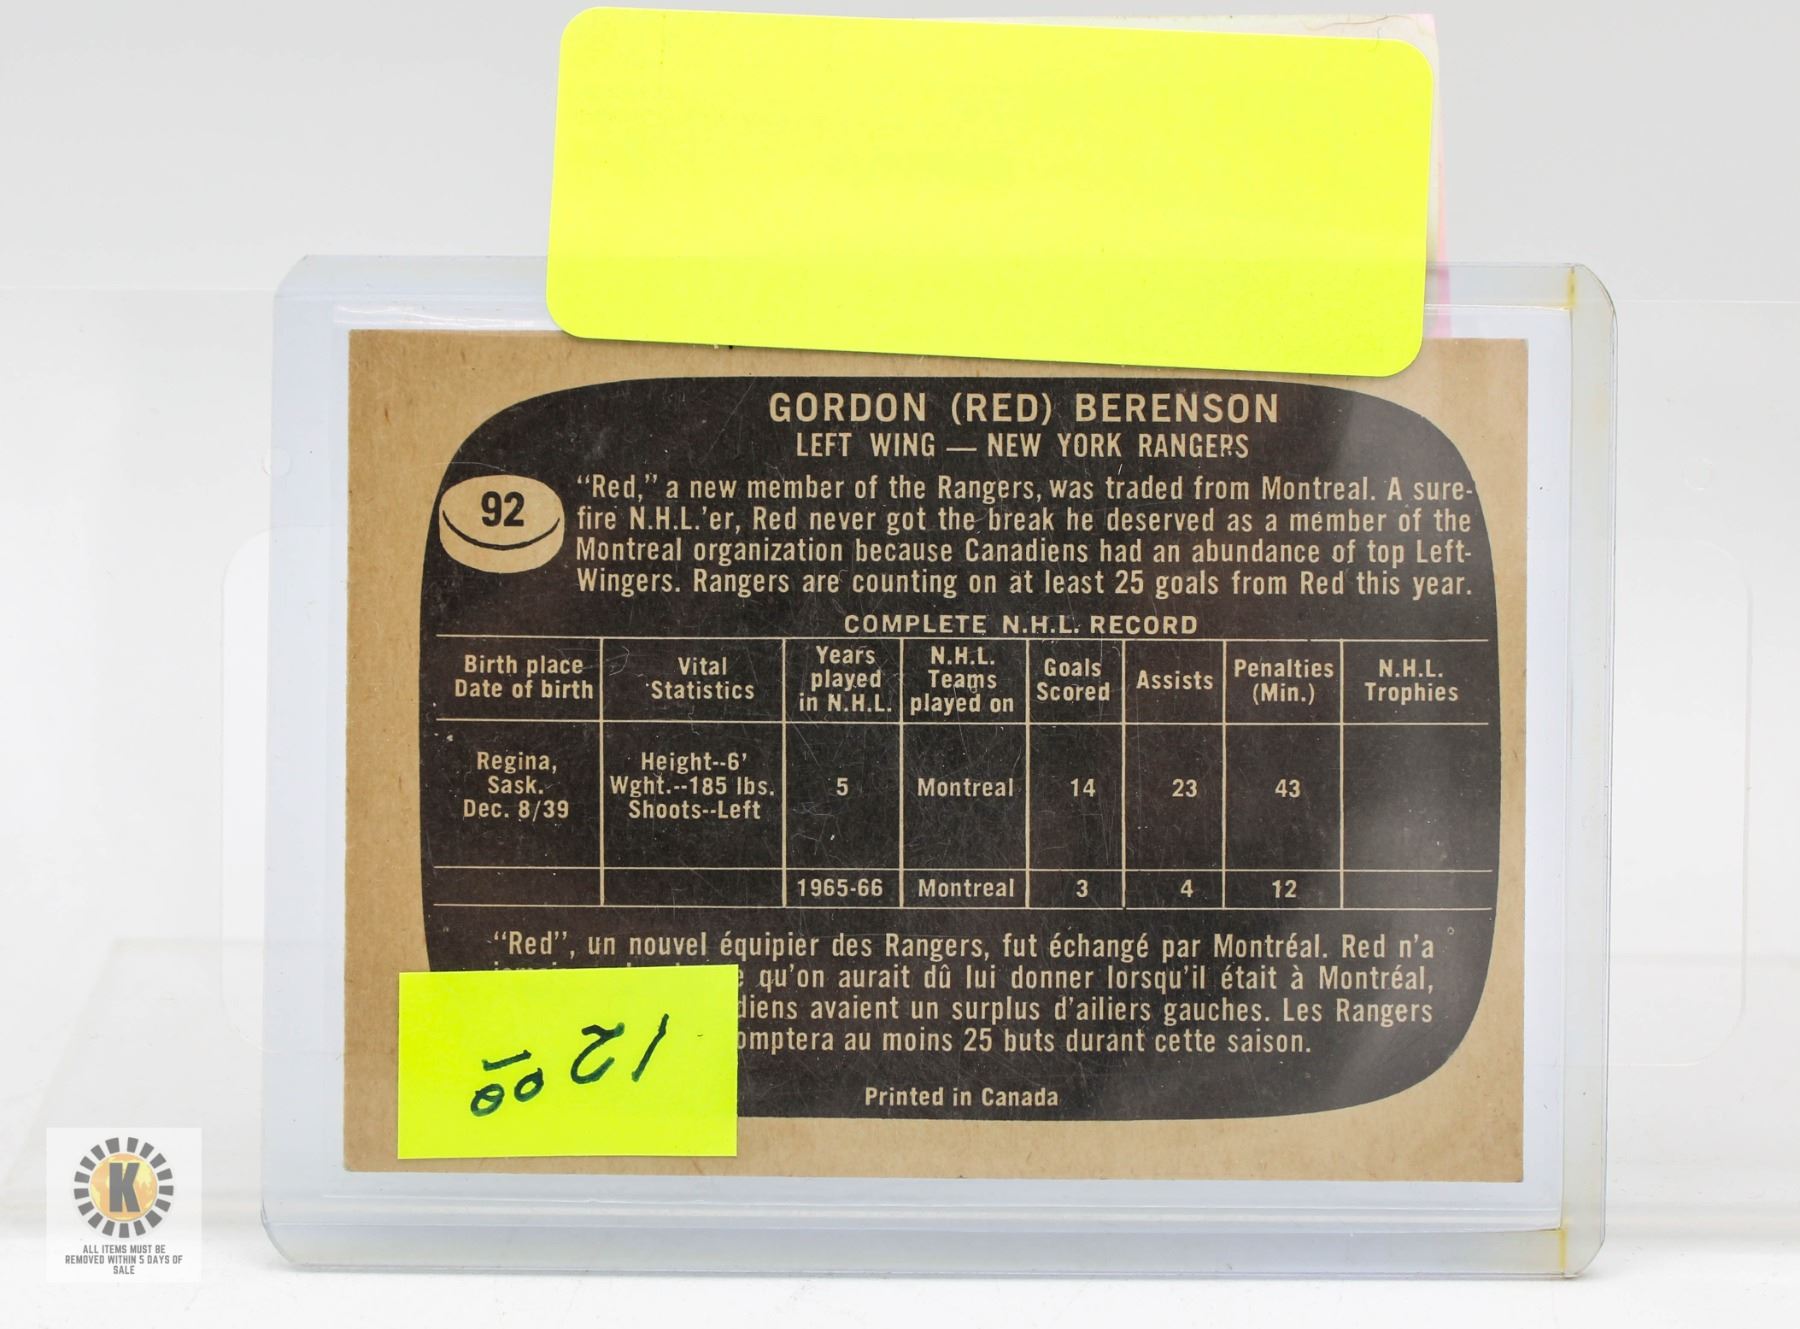 GORDON (RED) BERENSON
LEFT WING — NEW YORK RANGERS
92
“Red,” a new member of the Rangers, was traded from Montreal. A sure-
fire N.H.L.’er, Red never got the break he deserved as a member of the
Montreal organization because Canadiens had an abundance of top Left-
Wingers. Rangers are counting on at least 25 goals from Red this year.
COMPLETE N.H.L. RECORD
Birth place Date of birth | Vital Statistics | Years played in N.H.L. | N.H.L. Teams played on | Goals Scored | Assists | Penalties (Min.) | N.H.L. Trophies
Regina, Sask. Dec. 8/39 | Height--6’ Wght.--185 lbs. Shoots--Left | 5 | Montreal | 14 | 23 | 43
1965-66 | Montreal | 3 | 4 | 12
“Red”, un nouvel équipier des Rangers, fut échangé par Montréal. Red n’a
qu’on aurait dû lui donner lorsqu’il était à Montréal,
diens avaient un surplus d’ailiers gauches. Les Rangers
omptera au moins 25 buts durant cette saison.
Printed in Canada
12 00
K
ALL ITEMS MUST BE
REMOVED WITHIN 5 DAYS OF
SALE